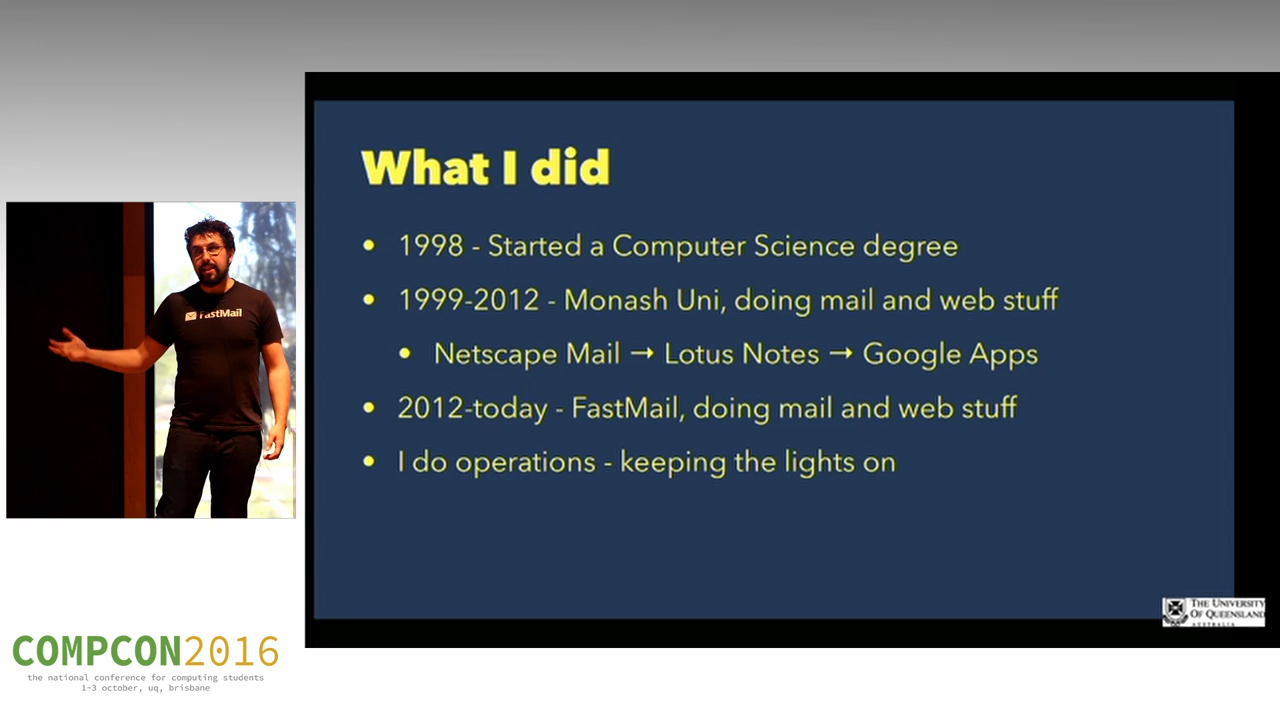 What I did
• 1998 - Started a Computer Science degree
• 1999-2012 - Monash Uni, doing mail and web stuff
• Netscape Mail → Lotus Notes → Google Apps
• 2012-today - FastMail, doing mail and web stuff
• I do operations - keeping the lights on
FastMail
THE UNIVERSITY
OF QUEENSLAND
AUSTRALIA
COMPCON2016
the national conference for computing students
1-3 october, uq, brisbane